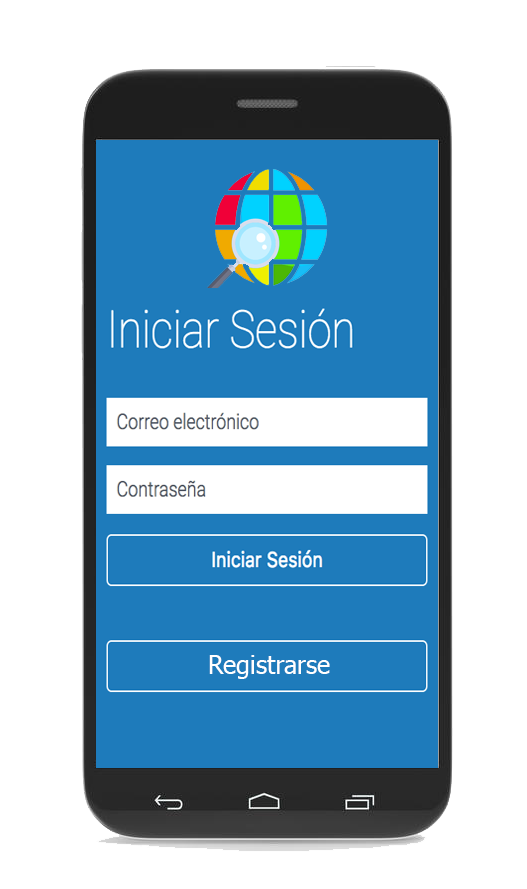 Iniciar Sesión
Correo electrónico
Contraseña
Iniciar Sesión
Registrarse